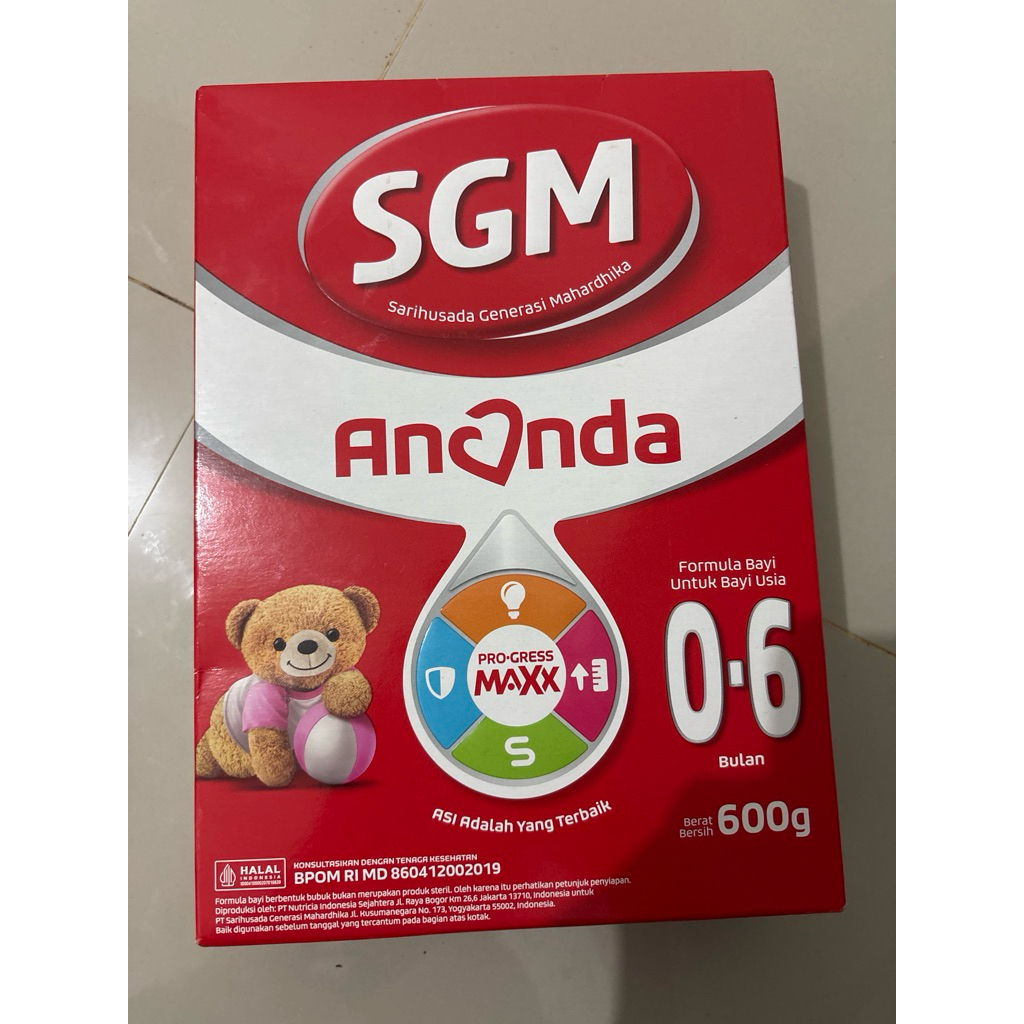 SGM
Sarihusada Generasi Mahardhika
Ananda
Formula Bayi
Untuk Bayi Usia
0-6
Bulan
PRO•GRESS
MAXX
S
ASI Adalah Yang Terbaik
Berat
Bersih 600g
HALAL
INDONESIA
KONSULTASIKAN DENGAN TENAGA KESEHATAN
BPOM RI MD 860412002019
Formula bayi berbentuk bubuk bukan merupakan produk steril. Oleh karena itu perhatikan petunjuk penyiapan.
Diproduksi oleh: PT Nutricia Indonesia Sejahtera Jl. Raya Bogor Km 26,6 Jakarta 13710, Indonesia untuk
PT Sarihusada Generasi Mahardhika Jl. Kusumanegara No. 173, Yogyakarta 55002, Indonesia.
Baik digunakan sebelum tanggal yang tercantum pada bagian atas kotak.